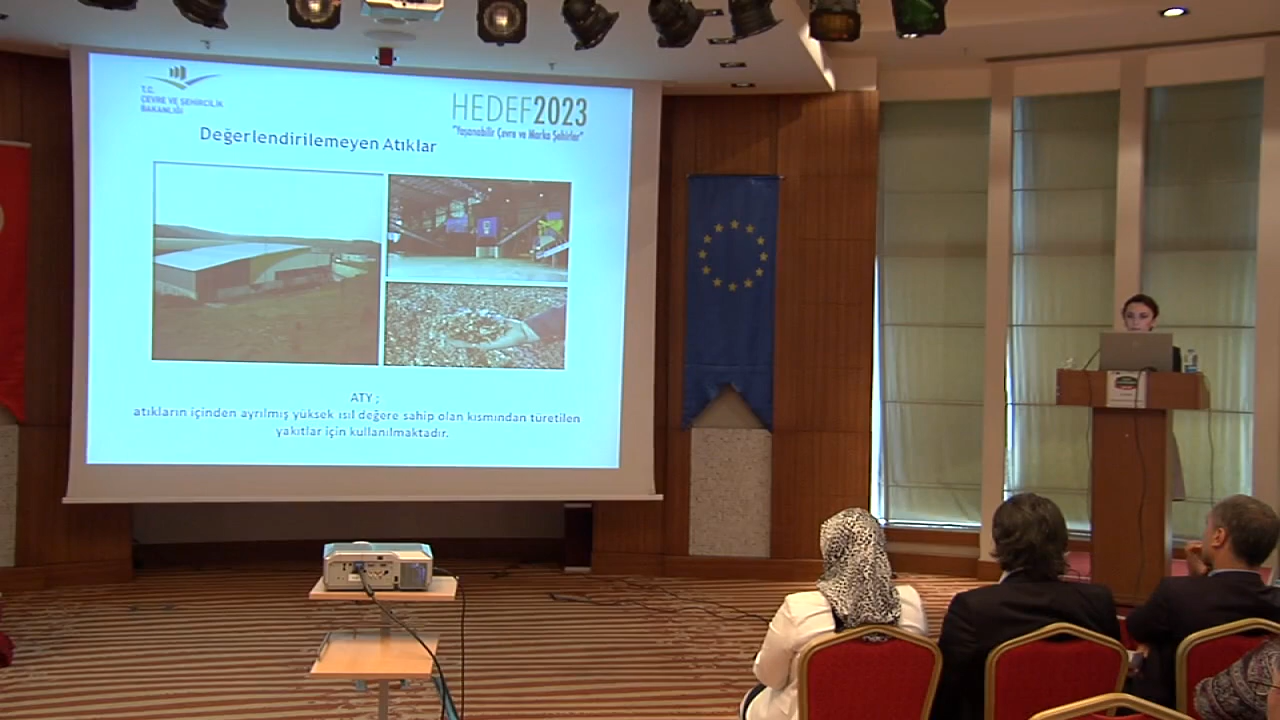 T.C.
ÇEVRE VE ŞEHİRCİLİK
BAKANLIĞI
HEDEF2023
"Yaşanabilir Çevre ve Marka Şehirler"
Değerlendirilemeyen Atıklar
ATY ;
atıkların içinden ayrılmış yüksek ısıl değere sahip olan kısmından türetilen
yakıtlar için kullanılmaktadır.